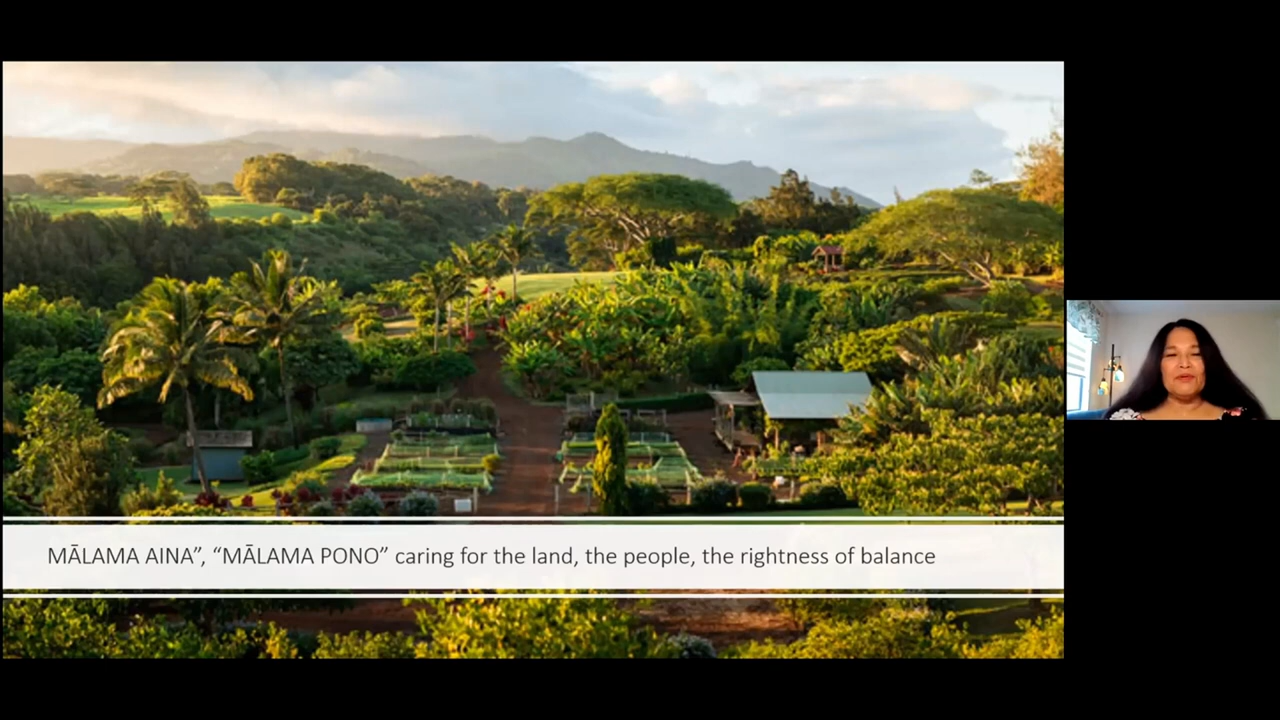 MĀLAMA AINA”, “MĀLAMA PONO” caring for the land, the people, the rightness of balance